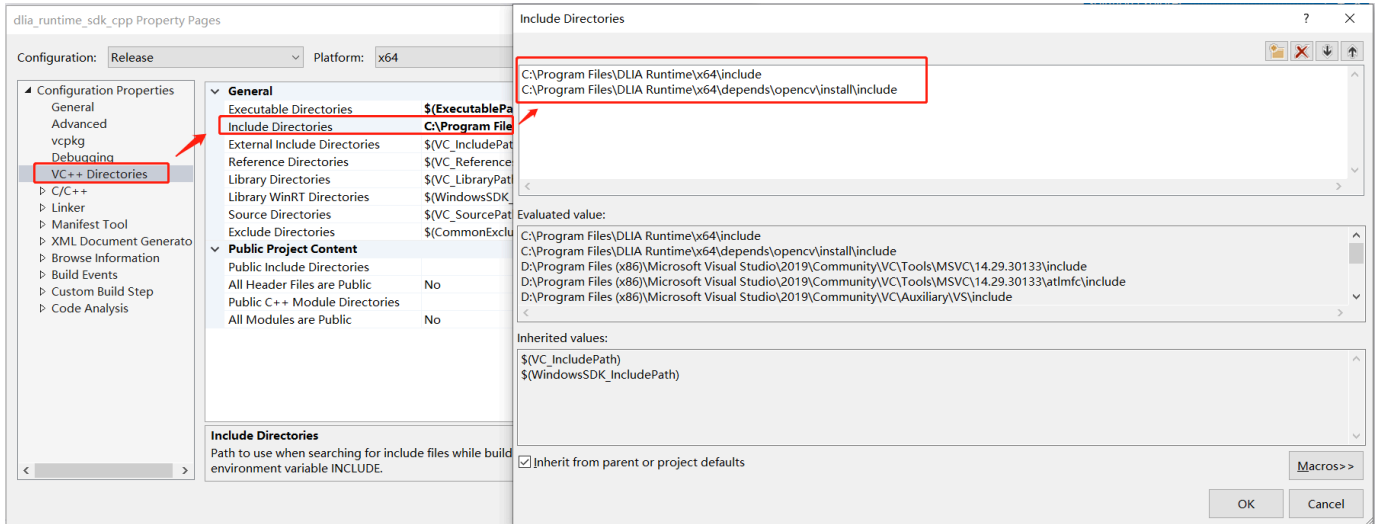 dlia_runtime_sdk_cpp Property Pages
Configuration: Release Platform: x64
Configuration Properties
General
Advanced
vcpkg
Debugging
VC++ Directories
C/C++
Linker
Manifest Tool
XML Document Generato
Browse Information
Build Events
Custom Build Step
Code Analysis
General
Executable Directories $(ExecutablePa
Include Directories C:\Program File
External Include Directories $(VC_IncludePat
Reference Directories $(VC_Reference
Library Directories $(VC_LibraryPat
Library WinRT Directories $(WindowsSDK_
Source Directories $(VC_SourcePat
Exclude Directories $(CommonExclu
Public Project Content
Public Include Directories
All Header Files are Public No
Public C++ Module Directories
All Modules are Public No
Include Directories
Path to use when searching for include files while build
environment variable INCLUDE.
Include Directories ?
C:\Program Files\DLIA Runtime\x64\include
C:\Program Files\DLIA Runtime\x64\depends\opencv\install\include
Evaluated value:
C:\Program Files\DLIA Runtime\x64\include
C:\Program Files\DLIA Runtime\x64\depends\opencv\install\include
D:\Program Files (x86)\Microsoft Visual Studio\2019\Community\VC\Tools\MSVC\14.29.30133\include
D:\Program Files (x86)\Microsoft Visual Studio\2019\Community\VC\Tools\MSVC\14.29.30133\atlmfc\include
D:\Program Files (x86)\Microsoft Visual Studio\2019\Community\VC\Auxiliary\VS\include
Inherited values:
$(VC_IncludePath)
$(WindowsSDK_IncludePath)
Inherit from parent or project defaults
Macros>>
OK Cancel